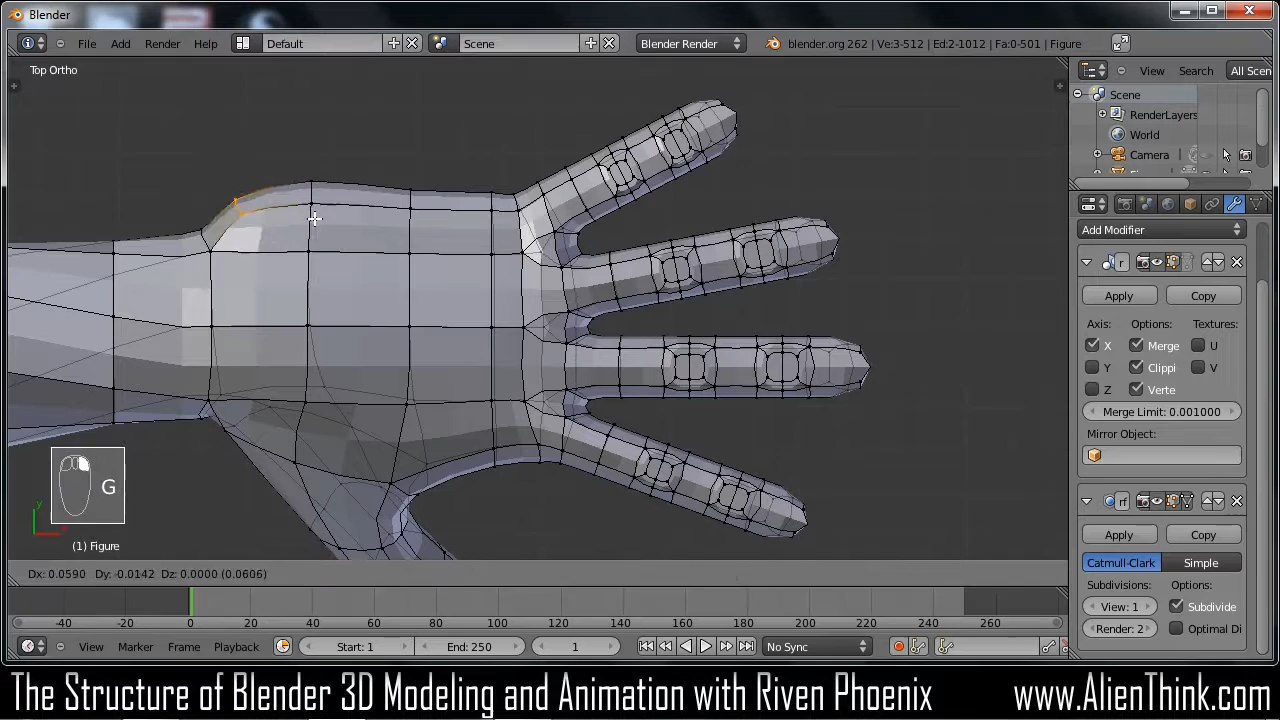 Blender
File Add Render Help Default Scene Blender Render blender.org 262 | Ve:3-512 | Ed:2-1012 | Fa:0-501 | Figure
Top Ortho
View Search All Scen
Scene
RenderLayers
World
Camera
Add Modifier
Apply Copy
Axis: Options: Textures:
X Merge U
Y Clippi V
Z Verte
Merge Limit: 0.001000
Mirror Object:
Apply Copy
Catmull-Clark Simple
Subdivisions: Options:
View: 1 Subdivide
Render: 2 Optimal Di
G
y
(1) Figure
Dx: 0.0590 Dy: -0.0142 Dz: 0.0000 (0.0606)
-40 -20 0 20 40 60 80 100 120 140 160 180 200 220 240 260
View Marker Frame Playback Start: 1 End: 250 1 No Sync
The Structure of Blender 3D Modeling and Animation with Riven Phoenix www.AlienThink.com